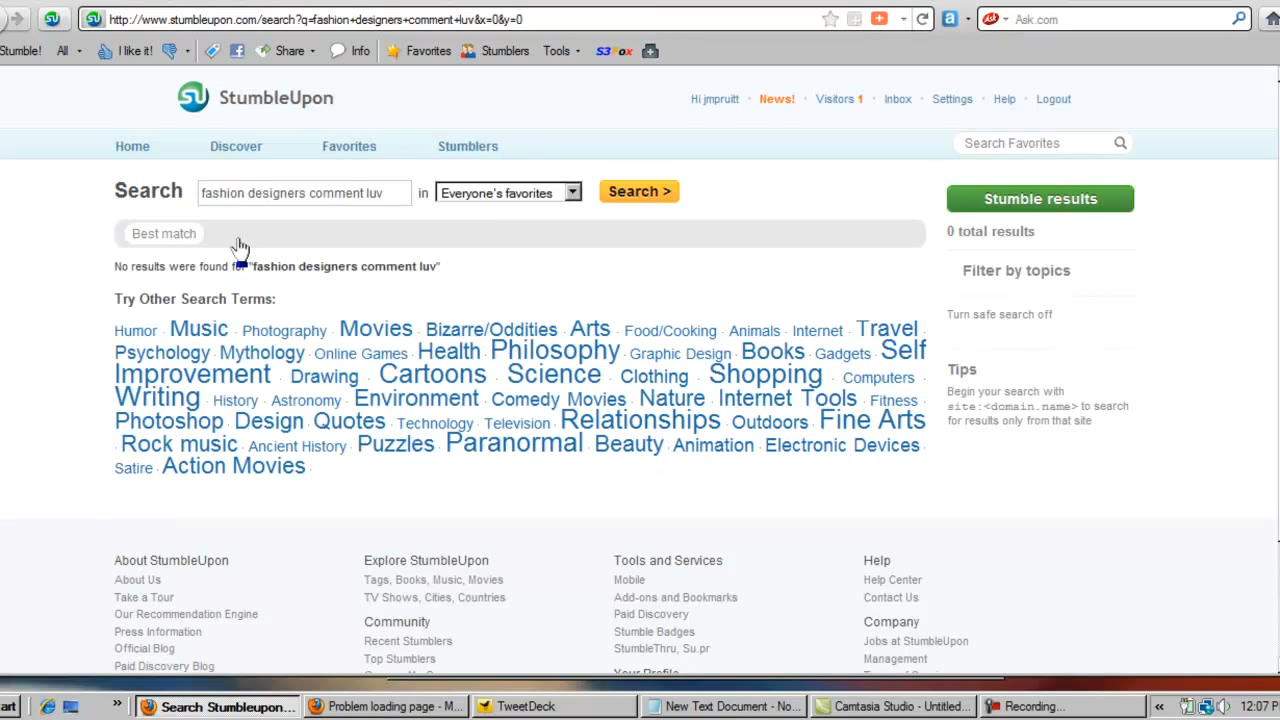 http://www.stumbleupon.com/search?q=fashion+designers+comment+luv&x=0&y=0
Ask.com
Stumble! All I like it! Share Info Favorites Stumblers Tools S3Fox
StumbleUpon
Hi jmpruitt News! Visitors 1 Inbox Settings Help Logout
Home Discover Favorites Stumblers Search Favorites
Search fashion designers comment luv in Everyone's favorites Search >
Stumble results
Best match
0 total results
No results were found for "fashion designers comment luv"
Filter by topics
Try Other Search Terms:
Turn safe search off
Humor · Music · Photography · Movies · Bizarre/Oddities · Arts · Food/Cooking · Animals · Internet · Travel ·
Psychology · Mythology · Online Games · Health · Philosophy · Graphic Design · Books · Gadgets · Self
Improvement · Drawing · Cartoons · Science · Clothing · Shopping · Computers ·
Writing · History · Astronomy · Environment · Comedy Movies · Nature · Internet Tools · Fitness ·
Photoshop · Design · Quotes · Technology · Television · Relationships · Outdoors · Fine Arts
· Rock music · Ancient History · Puzzles · Paranormal · Beauty · Animation · Electronic Devices ·
Satire · Action Movies ·
Tips
Begin your search with
site:<domain.name> to search
for results only from that site
About StumbleUpon
About Us
Take a Tour
Our Recommendation Engine
Press Information
Official Blog
Paid Discovery Blog
Explore StumbleUpon
Tags, Books, Music, Movies
TV Shows, Cities, Countries
Community
Recent Stumblers
Top Stumblers
Tools and Services
Mobile
Add-ons and Bookmarks
Paid Discovery
Stumble Badges
StumbleThru, Su.pr
Your Profile
Help
Help Center
Contact Us
Company
Jobs at StumbleUpon
Management
art » Search Stumbleupon... Problem loading page - M... TweetDeck New Text Document - No... Camtasia Studio - Untitled... Recording... « 12:07 P